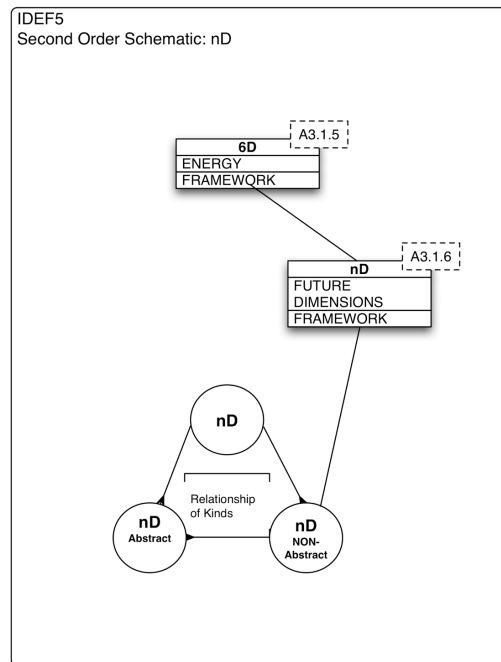 IDEF5
Second Order Schematic: nD
A3.1.5
6D
ENERGY
FRAMEWORK
A3.1.6
nD
FUTURE
DIMENSIONS
FRAMEWORK
nD
Relationship
of Kinds
nD
Abstract
nD
NON-
Abstract